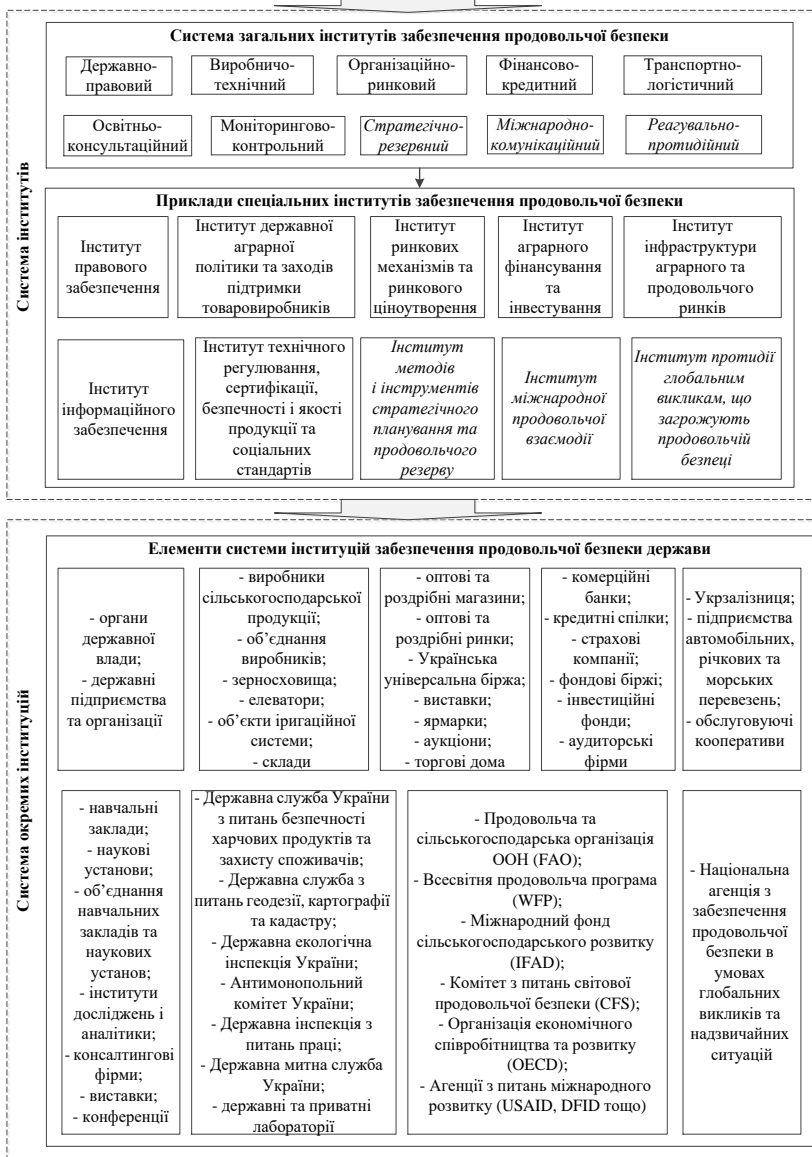 Система інститутів
Система загальних інститутів забезпечення продовольчої безпеки
Державно-
правовий
Виробничо-
технічний
Організаційно-
ринковий
Фінансово-
кредитний
Транспортно-
логістичний
Освітньо-
консультаційний
Моніторингово-
контрольний
Стратегічно-
резервний
Міжнародно-
комунікаційний
Реагувально-
протидійний
Приклади спеціальних інститутів забезпечення продовольчої безпеки
Інститут
правового
забезпечення
Інститут державної
аграрної
політики та заходів
підтримки
товаровиробників
Інститут
ринкових
механізмів та
ринкового
ціноутворення
Інститут
аграрного
фінансування
та
інвестування
Інститут
інфраструктури
аграрного та
продовольчого
ринків
Інститут
інформаційного
забезпечення
Інститут технічного
регулювання,
сертифікації,
безпечності і якості
продукції та
соціальних
стандартів
Інститут
методів
і інструментів
стратегічного
планування та
продовольчого
резерву
Інститут
міжнародної
продовольчої
взаємодії
Інститут протидії
глобальним
викликам, що
загрожують
продовольчій
безпеці
Система окремих інституцій
Елементи системи інституцій забезпечення продовольчої безпеки держави
- органи
державної
влади;
- державні
підприємства
та організації
- виробники
сільськогосподарської
продукції;
- об’єднання
виробників;
- зерносховища;
- елеватори;
- об’єкти іригаційної
системи;
- склади
- оптові та
роздрібні магазини;
- оптові та
роздрібні ринки;
- Українська
універсальна біржа;
- виставки;
- ярмарки;
- аукціони;
- торгові дома
- комерційні
банки;
- кредитні спілки;
- страхові
компанії;
- фондові біржі;
- інвестиційні
фонди;
- аудиторські
фірми
- Укрзалізниця;
- підприємства
автомобільних,
річкових та
морських
перевезень;
- обслуговуючі
кооперативи
- навчальні
заклади;
- наукові
установи;
- об’єднання
навчальних
закладів та
наукових
установ;
- інститути
досліджень і
аналітики;
- консалтингові
фірми;
- виставки;
- конференції
- Державна служба України
з питань безпечності
харчових продуктів та
захисту споживачів;
- Державна служба з
питань геодезії, картографії
та кадастру;
- Державна екологічна
інспекція України;
- Антимонопольний
комітет України;
- Державна інспекція з
питань праці;
- Державна митна служба
України;
- державні та приватні
лабораторії
- Продовольча та
сільськогосподарська організація
ООН (FAO);
- Всесвітня продовольча програма
(WFP);
- Міжнародний фонд
сільськогосподарського розвитку
(IFAD);
- Комітет з питань світової
продовольчої безпеки (CFS);
- Організація економічного
співробітництва та розвитку
(OECD);
- Агенції з питань міжнародного
розвитку (USAID, DFID тощо)
- Національна
агенція з
забезпечення
продовольчої
безпеки в
умовах
глобальних
викликів та
надзвичайних
ситуацій